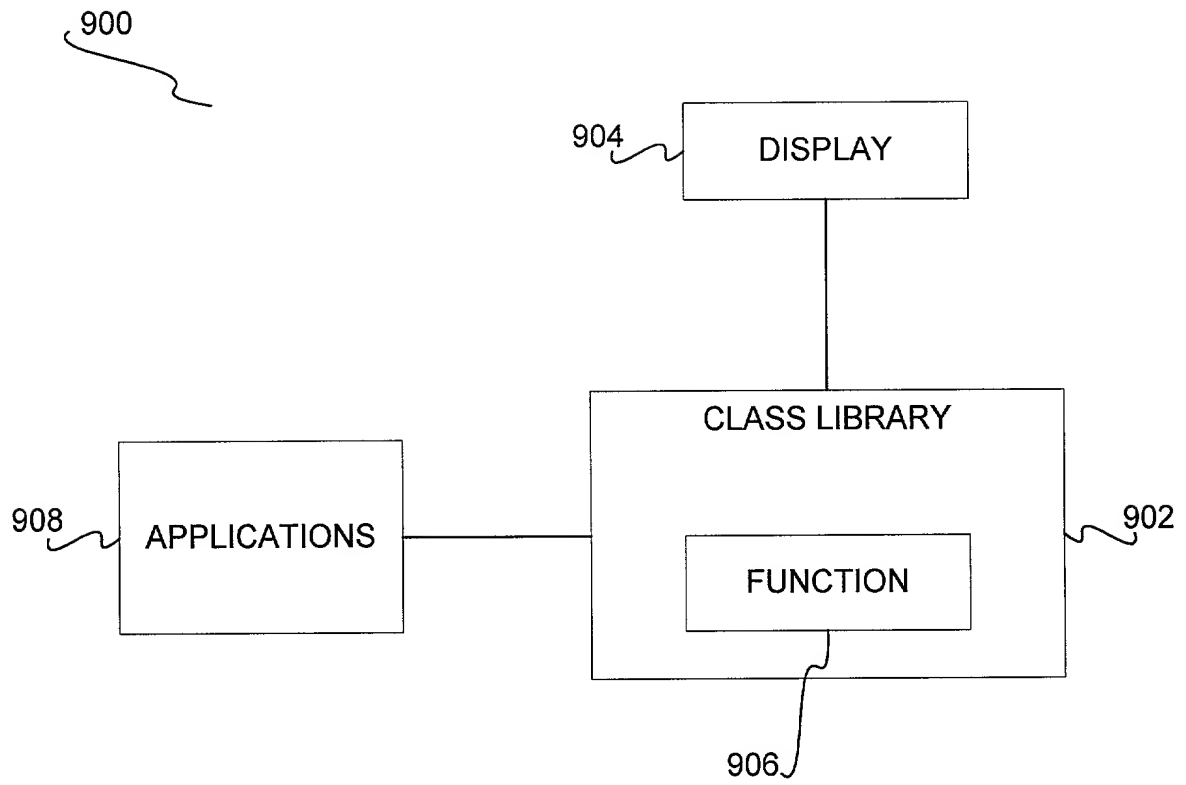 900
904
DISPLAY
CLASS LIBRARY
908
APPLICATIONS
902
FUNCTION
906